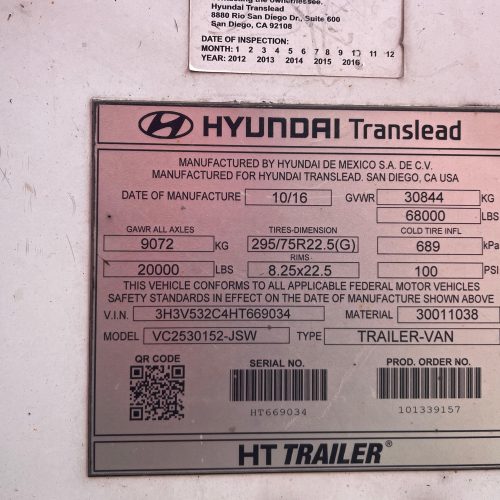 Hyundai Translead
8880 Rio San Diego Dr., Suite 600
San Diego, CA 92108
DATE OF INSPECTION:
MONTH: 1 2 3 4 5 6 7 8 9 10 11 12
YEAR: 2012 2013 2014 2015 2016
HYUNDAI Translead
MANUFACTURED BY HYUNDAI DE MEXICO S.A. DE C.V.
MANUFACTURED FOR HYUNDAI TRANSLEAD. SAN DIEGO, CA USA
DATE OF MANUFACTURE 10/16 GVWR 30844 KG
68000 LBS
GAWR ALL AXLES TIRES-DIMENSION COLD TIRE INFL
9072 KG 295/75R22.5(G) 689 kPa
RIMS
20000 LBS 8.25x22.5 100 PSI
THIS VEHICLE CONFORMS TO ALL APPLICABLE FEDERAL MOTOR VEHICLES
SAFETY STANDARDS IN EFFECT ON THE DATE OF MANUFACTURE SHOWN ABOVE
V.I.N. 3H3V532C4HT669034 MATERIAL 30011038
MODEL VC2530152-JSW TYPE TRAILER-VAN
QR CODE SERIAL NO. PROD. ORDER NO.
HT669034 101339157
HT TRAILER®